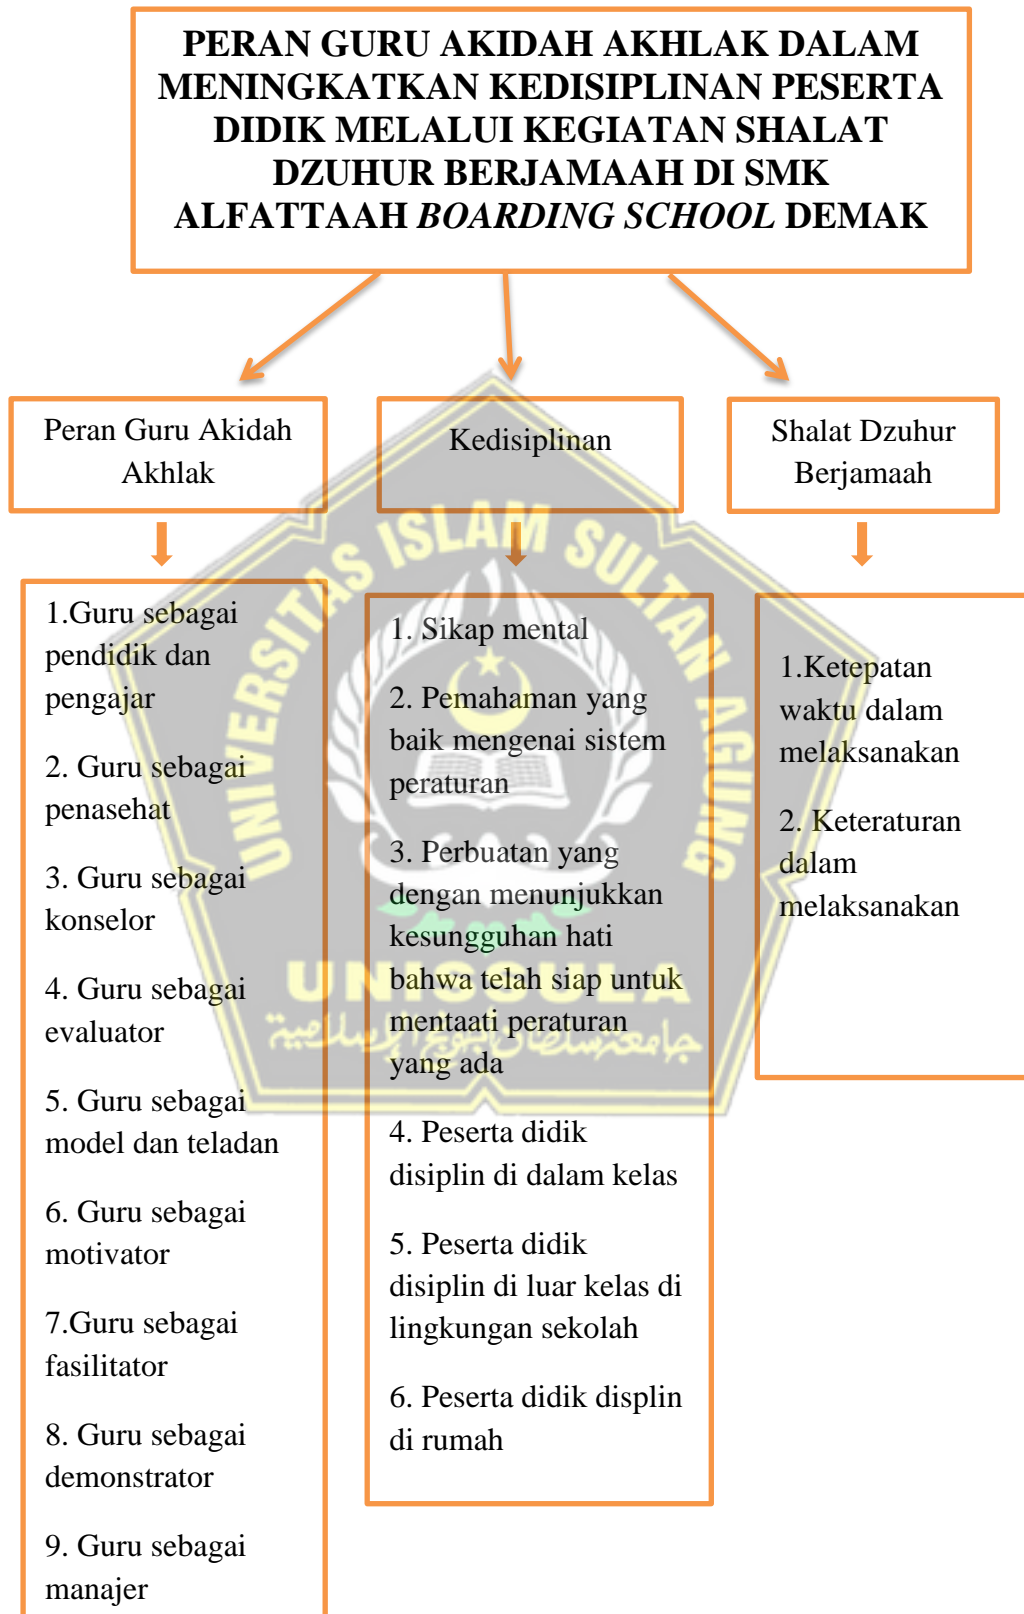 PERAN GURU AKIDAH AKHLAK DALAM
MENINGKATKAN KEDISIPLINAN PESERTA
DIDIK MELALUI KEGIATAN SHALAT
DZUHUR BERJAMAAH DI SMK
ALFATTAAH BOARDING SCHOOL DEMAK
Peran Guru Akidah
Akhlak
Kedisiplinan
Shalat Dzuhur
Berjamaah
1.Guru sebagai
pendidik dan
pengajar
2. Guru sebagai
penasehat
3. Guru sebagai
konselor
4. Guru sebagai
evaluator
5. Guru sebagai
model dan teladan
6. Guru sebagai
motivator
7.Guru sebagai
fasilitator
8. Guru sebagai
demonstrator
9. Guru sebagai
manajer
1. Sikap mental
2. Pemahaman yang
baik mengenai sistem
peraturan
3. Perbuatan yang
dengan menunjukkan
kesungguhan hati
bahwa telah siap untuk
mentaati peraturan
yang ada
4. Peserta didik
disiplin di dalam kelas
5. Peserta didik
disiplin di luar kelas di
lingkungan sekolah
6. Peserta didik displin
di rumah
1.Ketepatan
waktu dalam
melaksanakan
2. Keteraturan
dalam
melaksanakan
UNIVERSITAS ISLAM SULTAN AGUNG
UNISSULA
جامعة سلطان أجونج الإسلامية